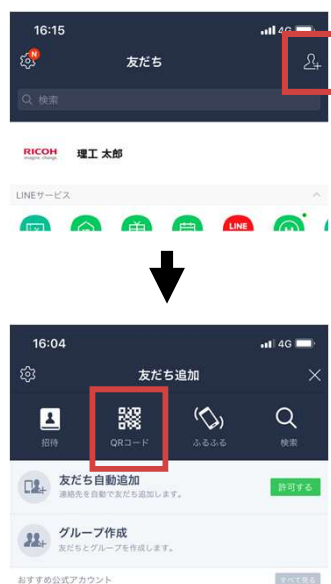 16:15
4G
N
友だち
検索
RICOH
imagine. change.
理工 太郎
LINEサービス
LINE
16:04
4G
友だち追加
招待
QRコード
ふるふる
検索
友だち自動追加
連絡先を自動で友だち追加します。
許可する
グループ作成
友だちとグループを作成します。
おすすめ公式アカウント
すべて見る